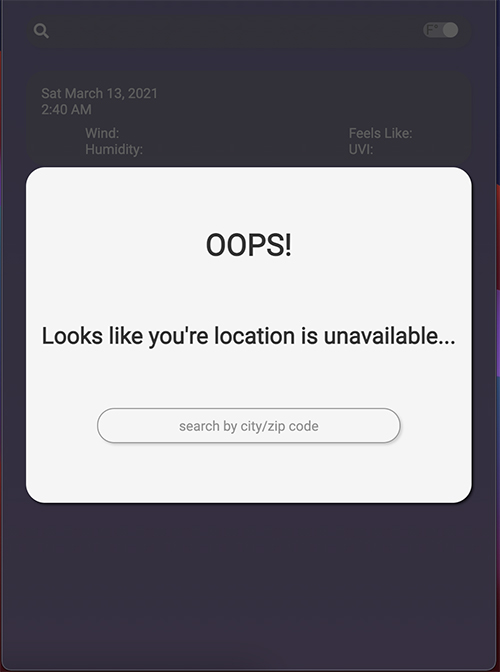 F°
Sat March 13, 2021
2:40 AM
Wind: Feels Like:
Humidity: UVI:
OOPS!
Looks like you're location is unavailable...
search by city/zip code